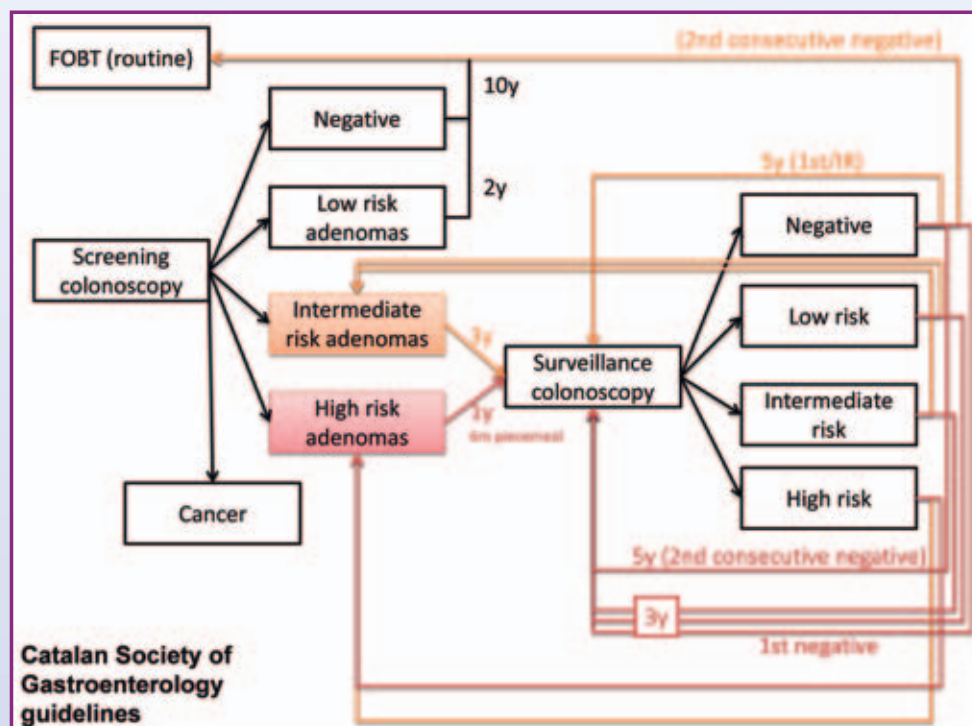 (2nd consecutive negative)
FOBT (routine)
10y
Negative
2y
Low risk
adenomas
5y (1st/IR)
Negative
Screening
colonoscopy
Intermediate
risk adenomas
3y
Low risk
Surveillance
colonoscopy
High risk
adenomas
6m piecemeal
Intermediate
risk
High risk
Cancer
5y (2nd consecutive negative)
3y
1st negative
Catalan Society of
Gastroenterology
guidelines